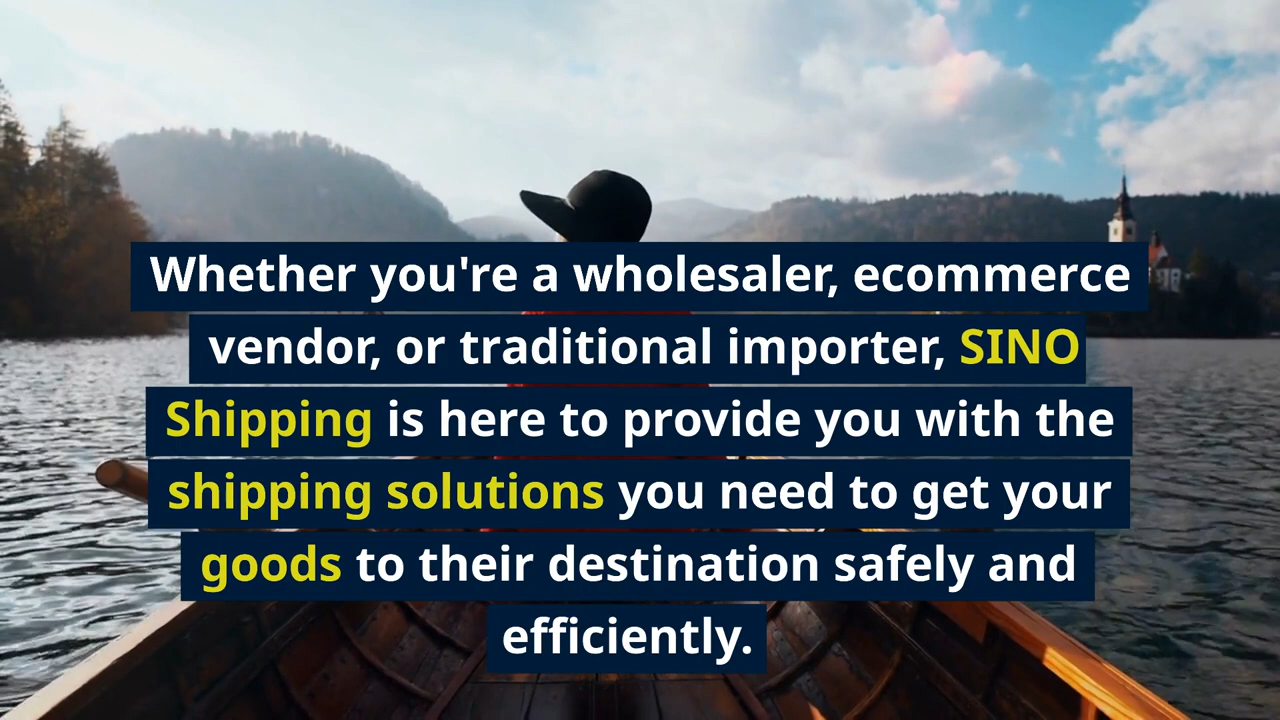 Whether you're a wholesaler, ecommerce
vendor, or traditional importer, SINO
Shipping is here to provide you with the
shipping solutions you need to get your
goods to their destination safely and
efficiently.